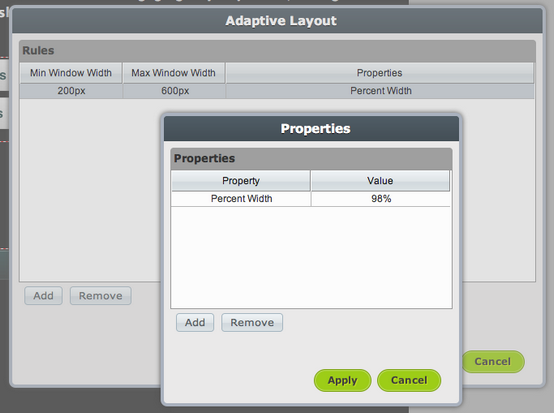 Adaptive Layout
Rules
Min Window Width Max Window Width Properties
200px 600px Percent Width
Properties
Properties
Property Value
Percent Width 98%
Add Remove
Add Remove
Cancel
Apply Cancel